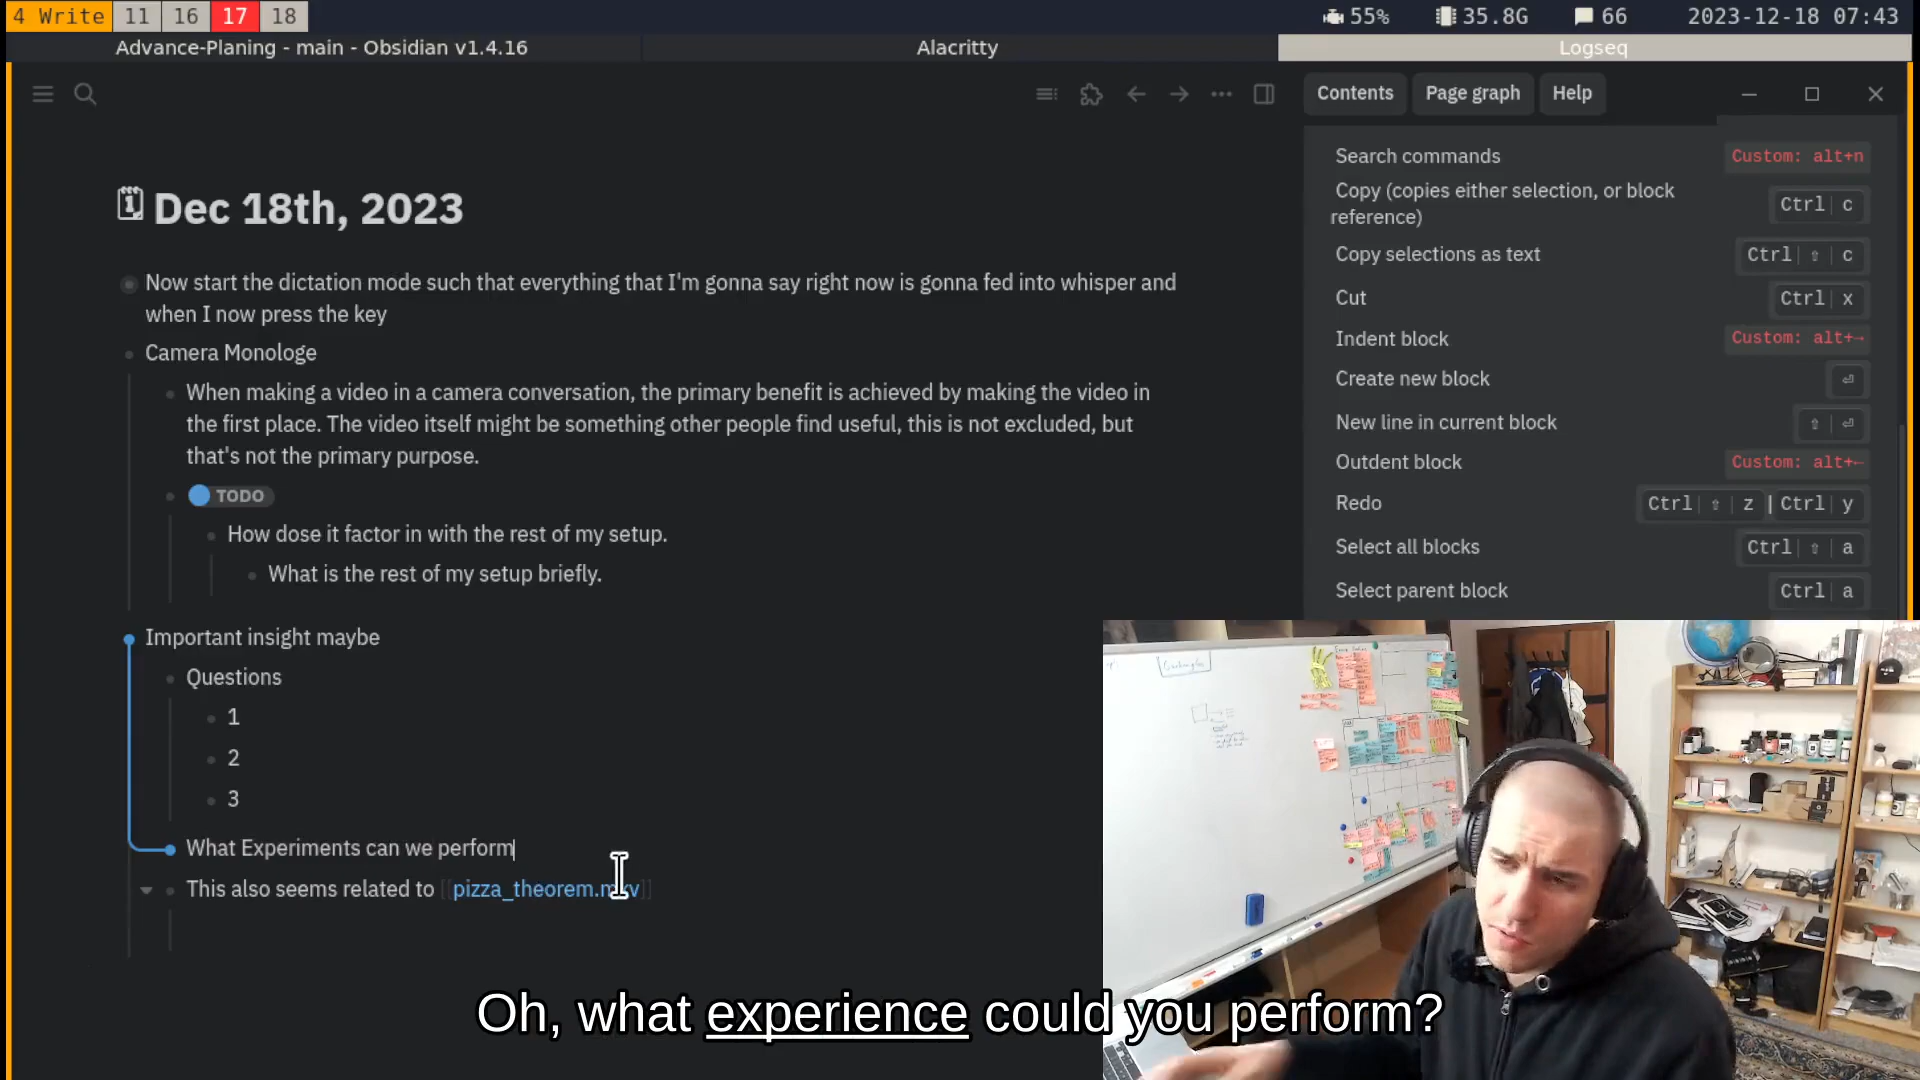 4 Write 11 16 17 18
55% 35.8G 66 2023-12-18 07:43
Advance-Planing - main - Obsidian v1.4.16 Alacritty Logseq
Contents Page graph Help
Dec 18th, 2023
Now start the dictation mode such that everything that I'm gonna say right now is gonna fed into whisper and
when I now press the key
Camera Monologe
When making a video in a camera conversation, the primary benefit is achieved by making the video in
the first place. The video itself might be something other people find useful, this is not excluded, but
that's not the primary purpose.
TODO
How dose it factor in with the rest of my setup.
What is the rest of my setup briefly.
Important insight maybe
Questions
1
2
3
What Experiments can we perform
This also seems related to [[pizza_theorem.mkv]]
Search commands Custom: alt+n
Copy (copies either selection, or block
reference) Ctrl c
Copy selections as text Ctrl ⇧ c
Cut Ctrl x
Indent block Custom: alt+→
Create new block ⏎
New line in current block ⇧ ⏎
Outdent block Custom: alt+←
Redo Ctrl ⇧ z | Ctrl y
Select all blocks Ctrl ⇧ a
Select parent block Ctrl a
Oh, what experience could you perform?